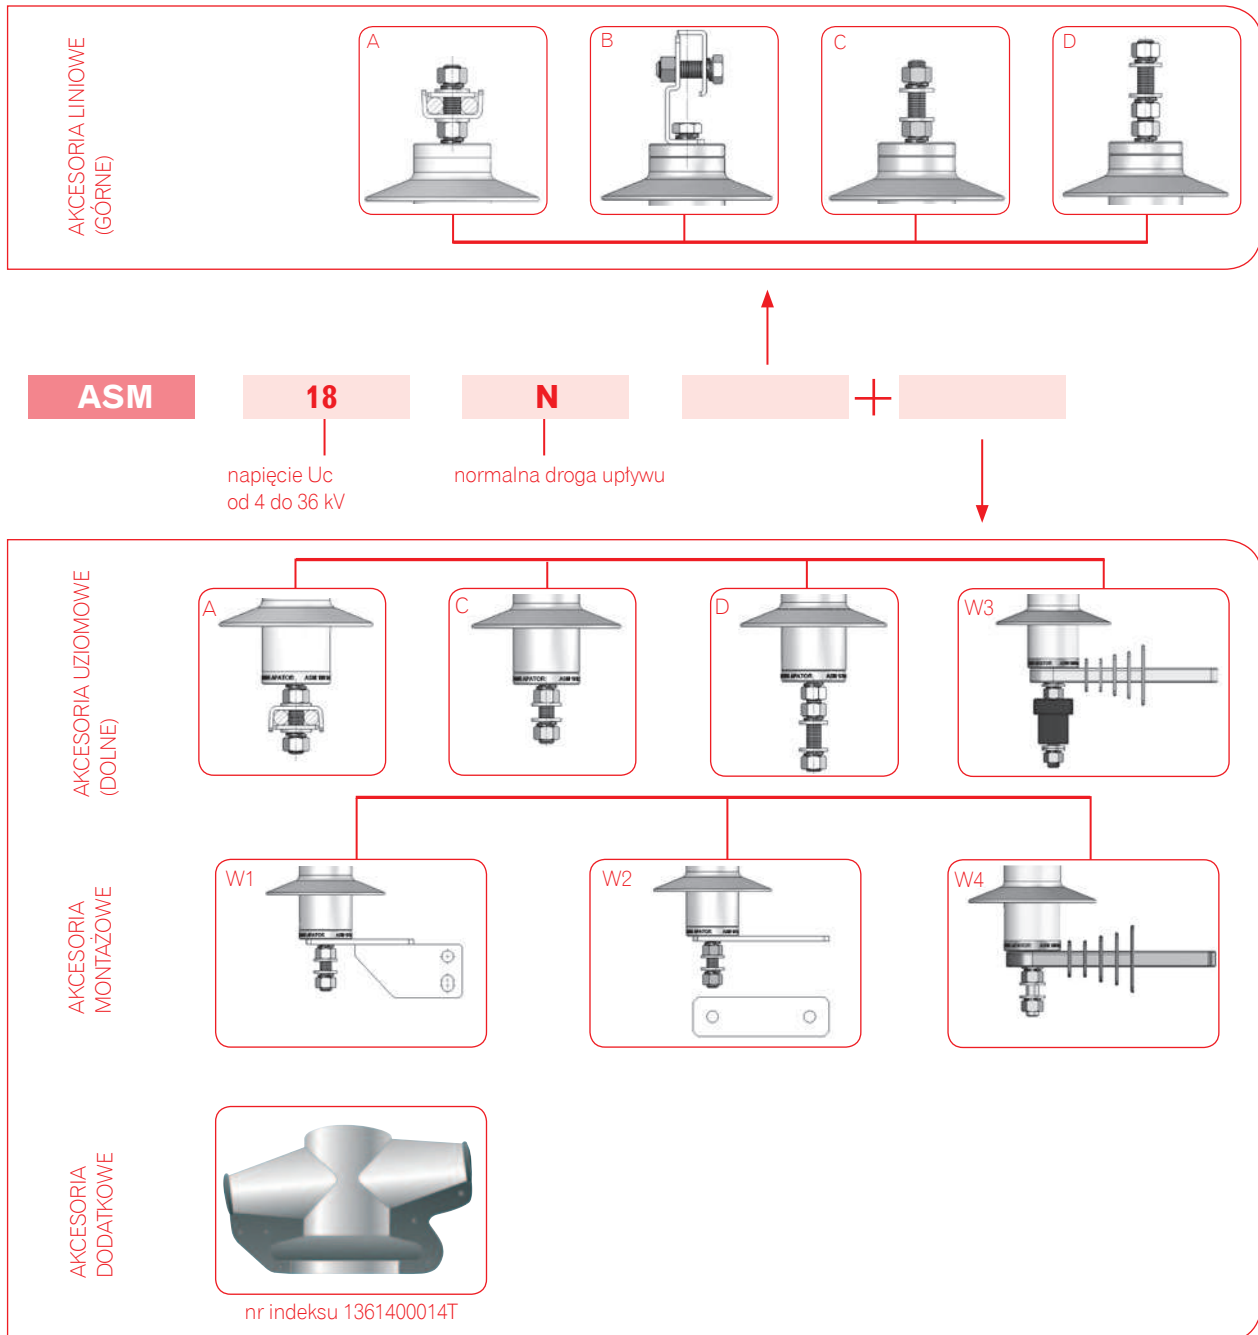 AKCESORIA LINIOWE
(GÓRNE)
A
B
C
D
ASM
18
N
+
napięcie Uc
od 4 do 36 kV
normalna droga upływu
AKCESORIA UZIOMOWE
(DOLNE)
A
C
D
W3
AKCESORIA
MONTAŻOWE
W1
W2
W4
AKCESORIA
DODATKOWE
nr indeksu 1361400014T